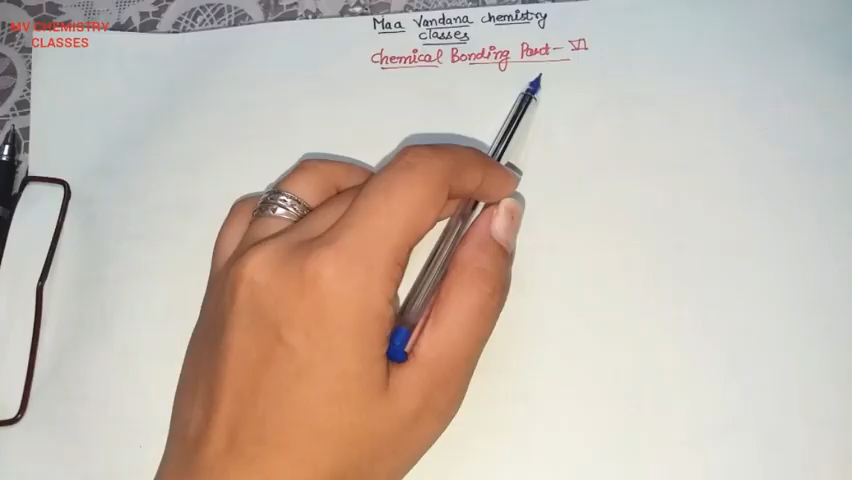 MV CHEMISTRY
CLASSES
Maa Vandana chemistry
classes
Chemical Bonding Part - VI